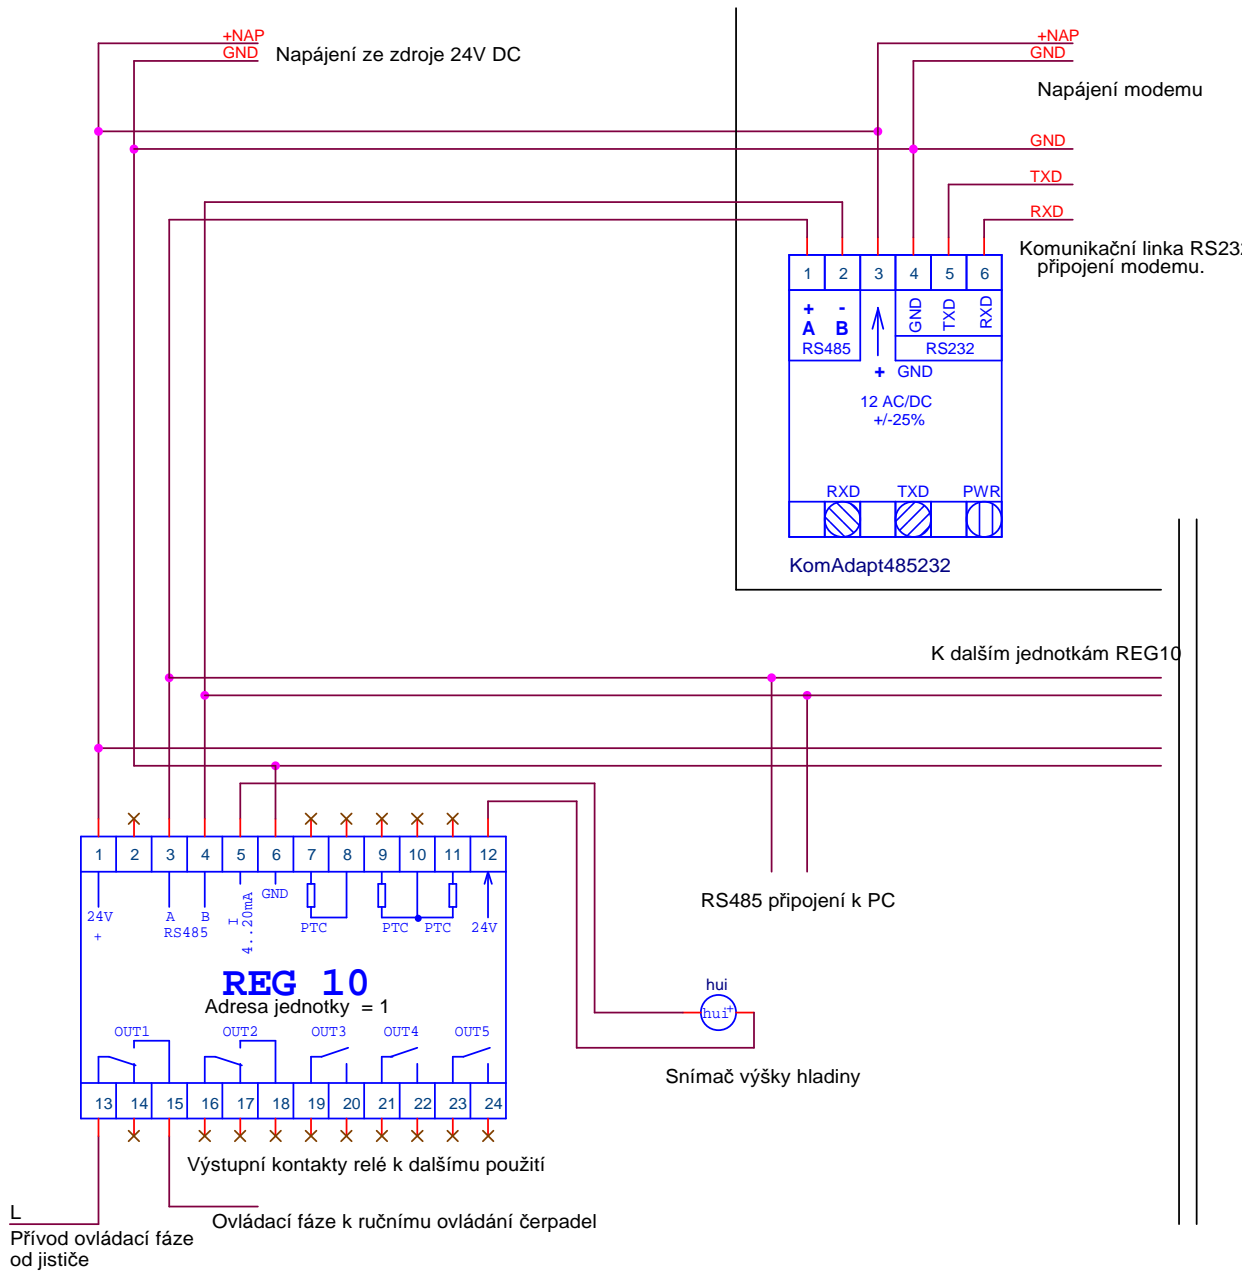 +NAP
GND
Napájení ze zdroje 24V DC
+NAP
GND
Napájení modemu
GND
TXD
RXD
Komunikační linka RS232
připojení modemu.
1 2 3 4 5 6
+ -
A B
GND TXD RXD
RS485 RS232
+ GND
12 AC/DC
+/-25%
RXD TXD PWR
KomAdapt485232
K dalším jednotkám REG10
1 2 3 4 5 6 7 8 9 10 11 12
24V
+
A B
RS485
I
4..20mA
GND
PTC PTC PTC 24V
RS485 připojení k PC
REG 10
Adresa jednotky = 1
hui
hui+
Snímač výšky hladiny
OUT1 OUT2 OUT3 OUT4 OUT5
13 14 15 16 17 18 19 20 21 22 23 24
Výstupní kontakty relé k dalšímu použití
Ovládací fáze k ručnímu ovládání čerpadel
L
Přívod ovládací fáze
od jističe